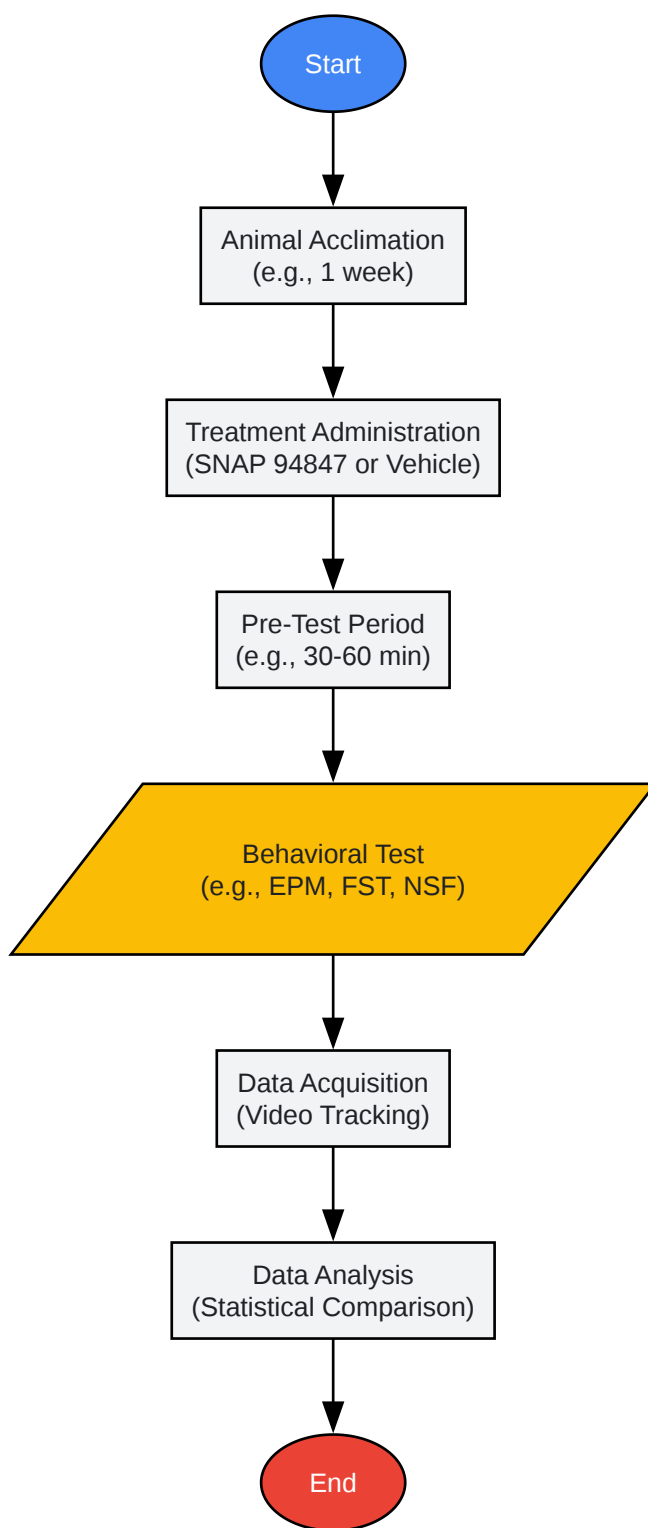 Start
Animal Acclimation
(e.g., 1 week)
Treatment Administration
(SNAP 94847 or Vehicle)
Pre-Test Period
(e.g., 30-60 min)
Behavioral Test
(e.g., EPM, FST, NSF)
Data Acquisition
(Video Tracking)
Data Analysis
(Statistical Comparison)
End